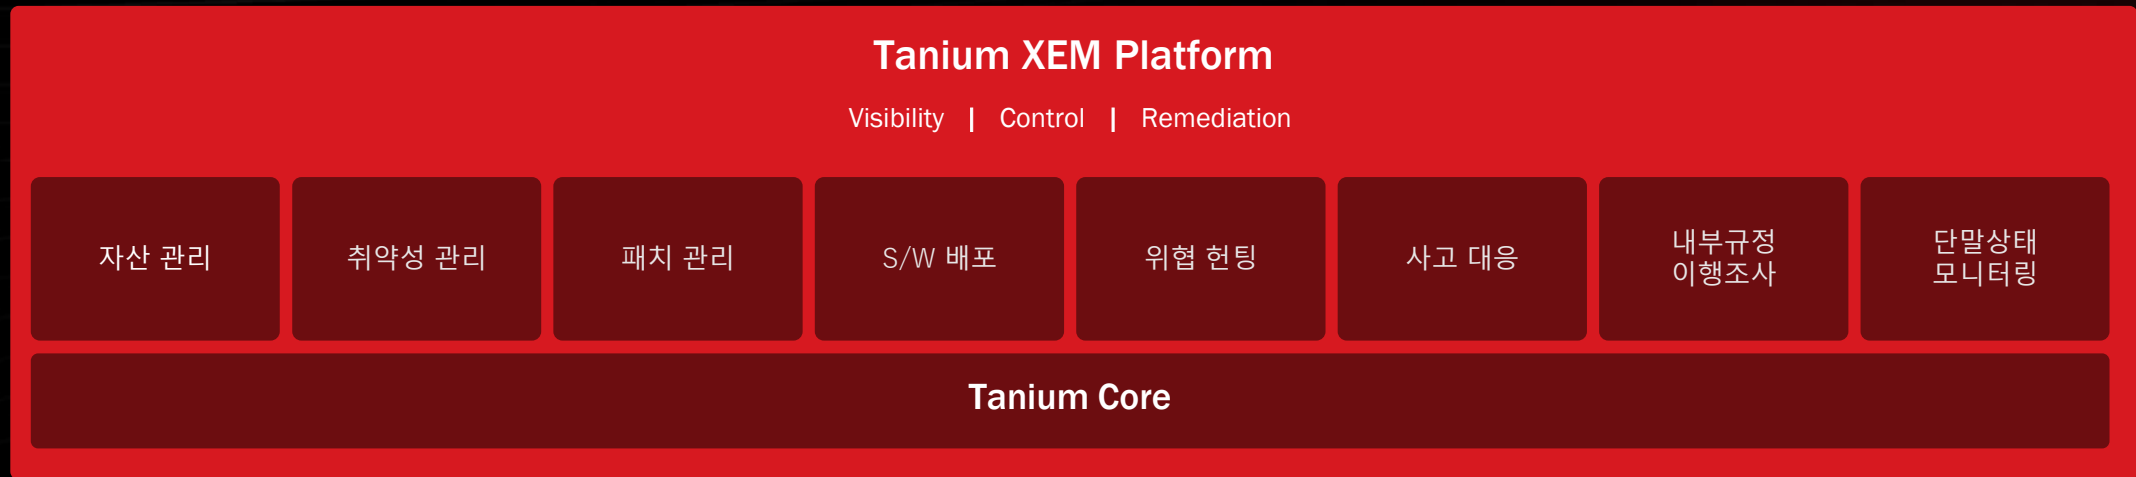 Tanium XEM Platform
Visibility | Control | Remediation
자산 관리
취약성 관리
패치 관리
S/W 배포
위협 헌팅
사고 대응
내부규정
이행조사
단말상태
모니터링
Tanium Core